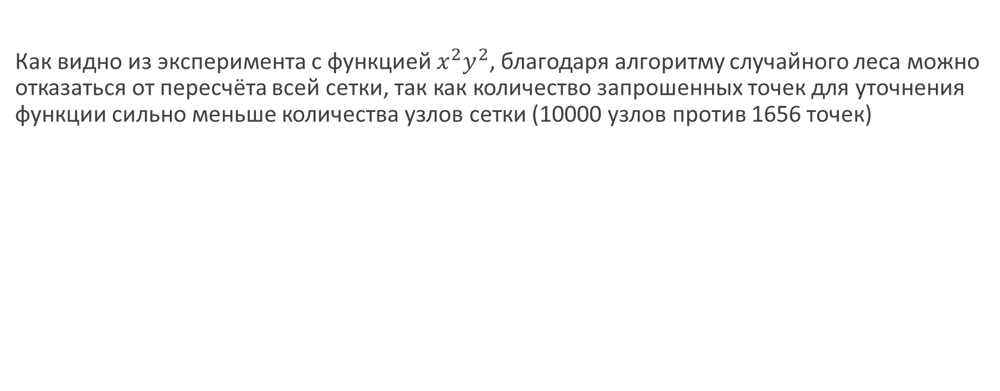 Как видно из эксперимента с функцией $x^2y^2$, благодаря алгоритму случайного леса можно
отказаться от пересчёта всей сетки, так как количество запрошенных точек для уточнения
функции сильно меньше количества узлов сетки (10000 узлов против 1656 точек)